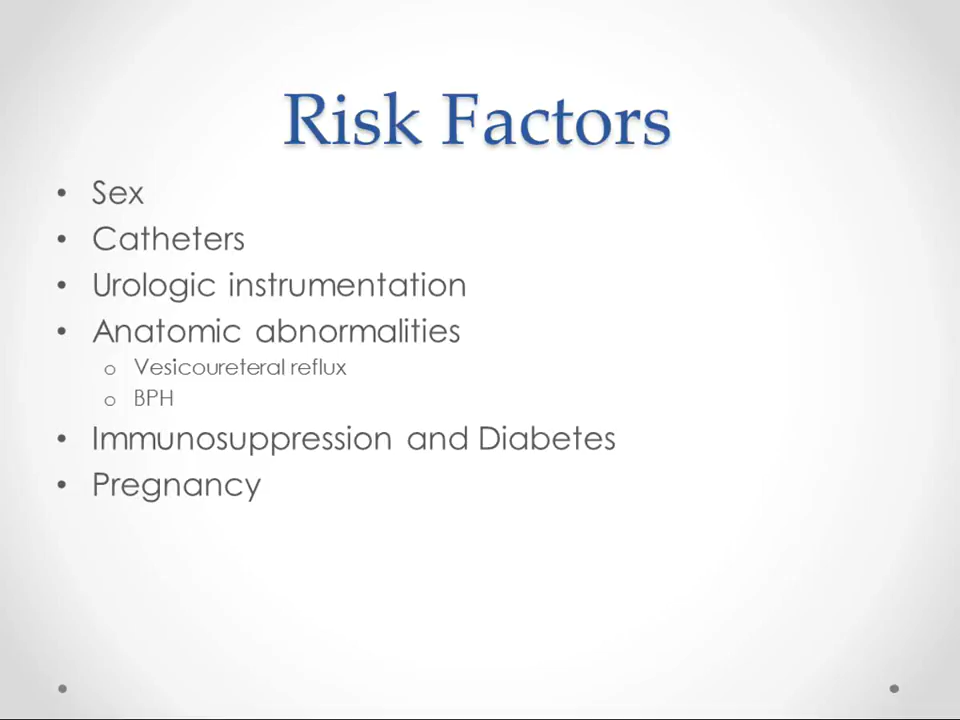 Risk Factors
• Sex
• Catheters
• Urologic instrumentation
• Anatomic abnormalities
o Vesicoureteral reflux
o BPH
• Immunosuppression and Diabetes
• Pregnancy